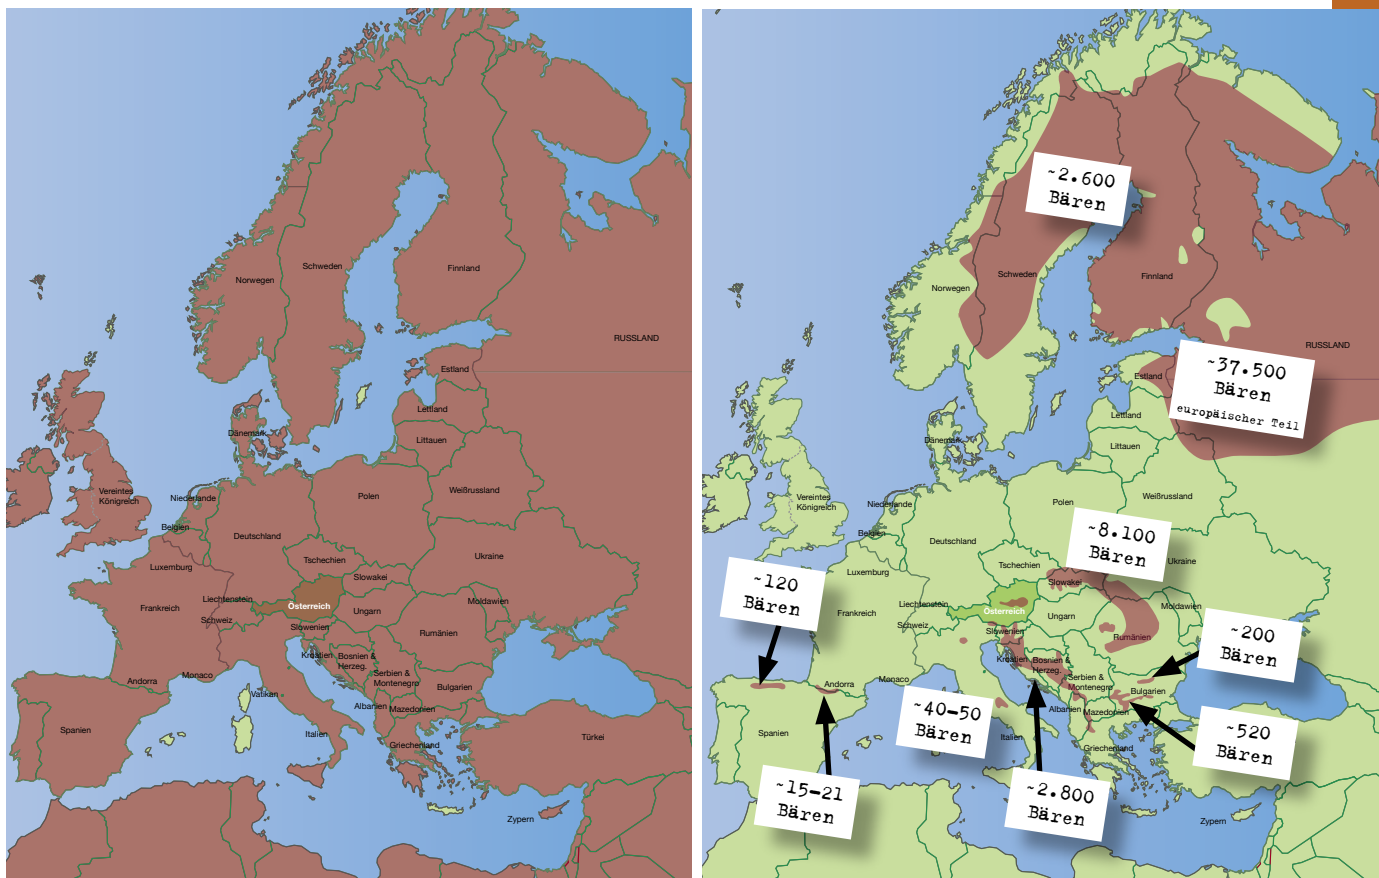 Norwegen
Schweden
Finnland
RUSSLAND
Estland
Lettland
Littauen
Dänemark
Vereintes
Königreich
Niederlande
Belgien
Polen
Weißrussland
Deutschland
Luxemburg
Tschechien
Ukraine
Slowakei
Frankreich
Liechtenstein
Österreich
Schweiz
Ungarn
Moldawien
Slowenien
Rumänien
Kroatien
Bosnien &
Herzeg.
Serbien &
Montenegro
Monaco
Andorra
Vatikan
Bulgarien
Albanien
Mazedonien
Spanien
Italien
Griechenland
Türkei
Zypern
~2.600
Bären
Norwegen
Schweden
Finnland
RUSSLAND
~37.500
Bären
europäischer Teil
Estland
Lettland
Littauen
Dänemark
Vereintes
Königreich
Niederlande
Belgien
Polen
Weißrussland
Deutschland
~8.100
Bären
Luxemburg
Tschechien
Ukraine
Slowakei
~120
Bären
Frankreich
Liechtenstein
Österreich
Schweiz
Ungarn
Moldawien
Slowenien
Rumänien
~200
Bären
Kroatien
Bosnien &
Herzeg.
Serbien &
Montenegro
Monaco
Andorra
Bulgarien
Albanien
Mazedonien
~40-50
Bären
Spanien
Italien
Griechenland
~520
Bären
~15-21
Bären
~2.800
Bären
Zypern